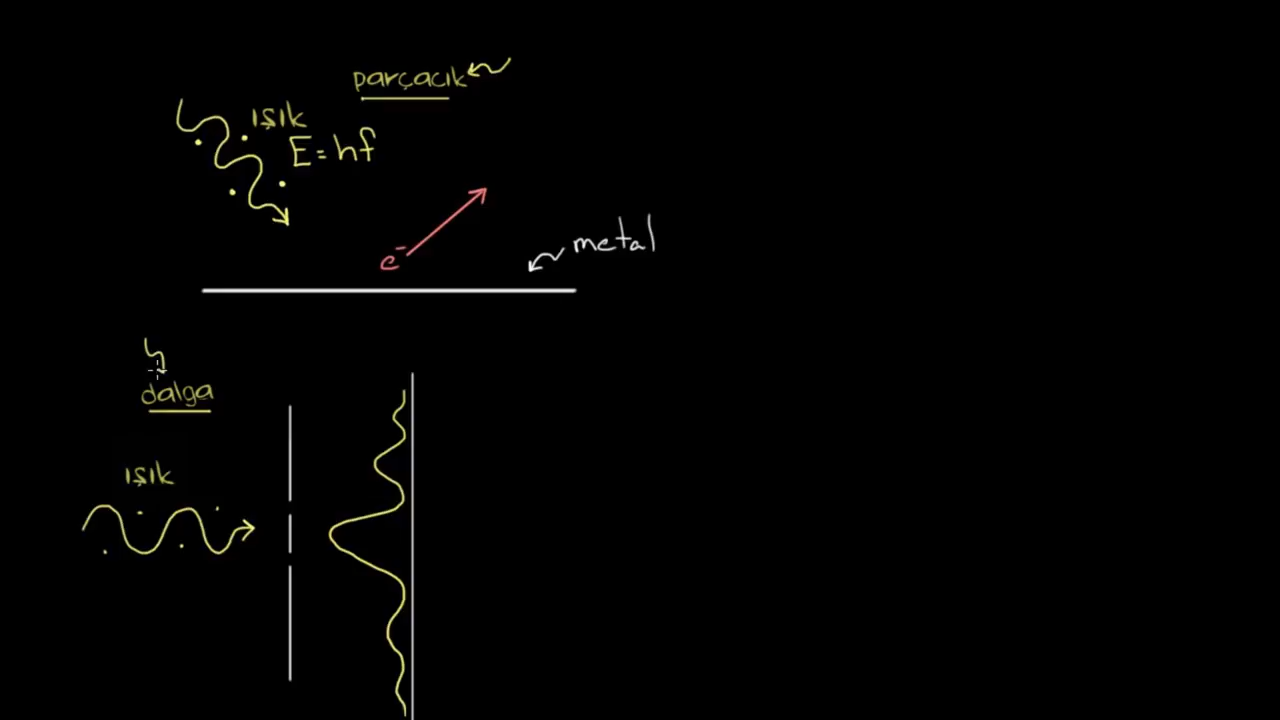 parçacık
ışık
E = hf
e⁻
metal
dalga
ışık